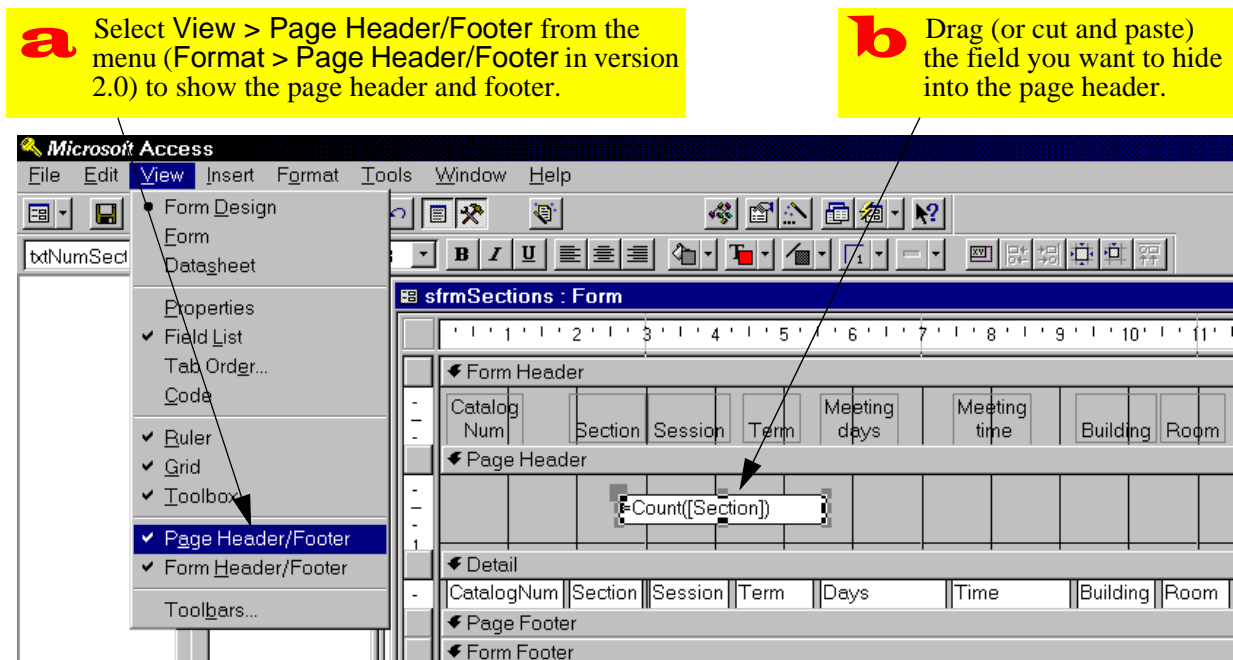 a Select View > Page Header/Footer from the
menu (Format > Page Header/Footer in version
2.0) to show the page header and footer.
b Drag (or cut and paste)
the field you want to hide
into the page header.
Microsoft Access
File Edit View Insert Format Tools Window Help
Form Design
Form
Datasheet
Properties
Field List
Tab Order...
Code
Ruler
Grid
Toolbox
Page Header/Footer
Form Header/Footer
Toolbars...
txtNumSect
B I U
sfrmSections : Form
1 2 3 4 5 6 7 8 9 10 11
Form Header
Catalog Num Section Session Term Meeting days Meeting time Building Room
Page Header
=Count([Section])
1
Detail
CatalogNum Section Session Term Days Time Building Room
Page Footer
Form Footer